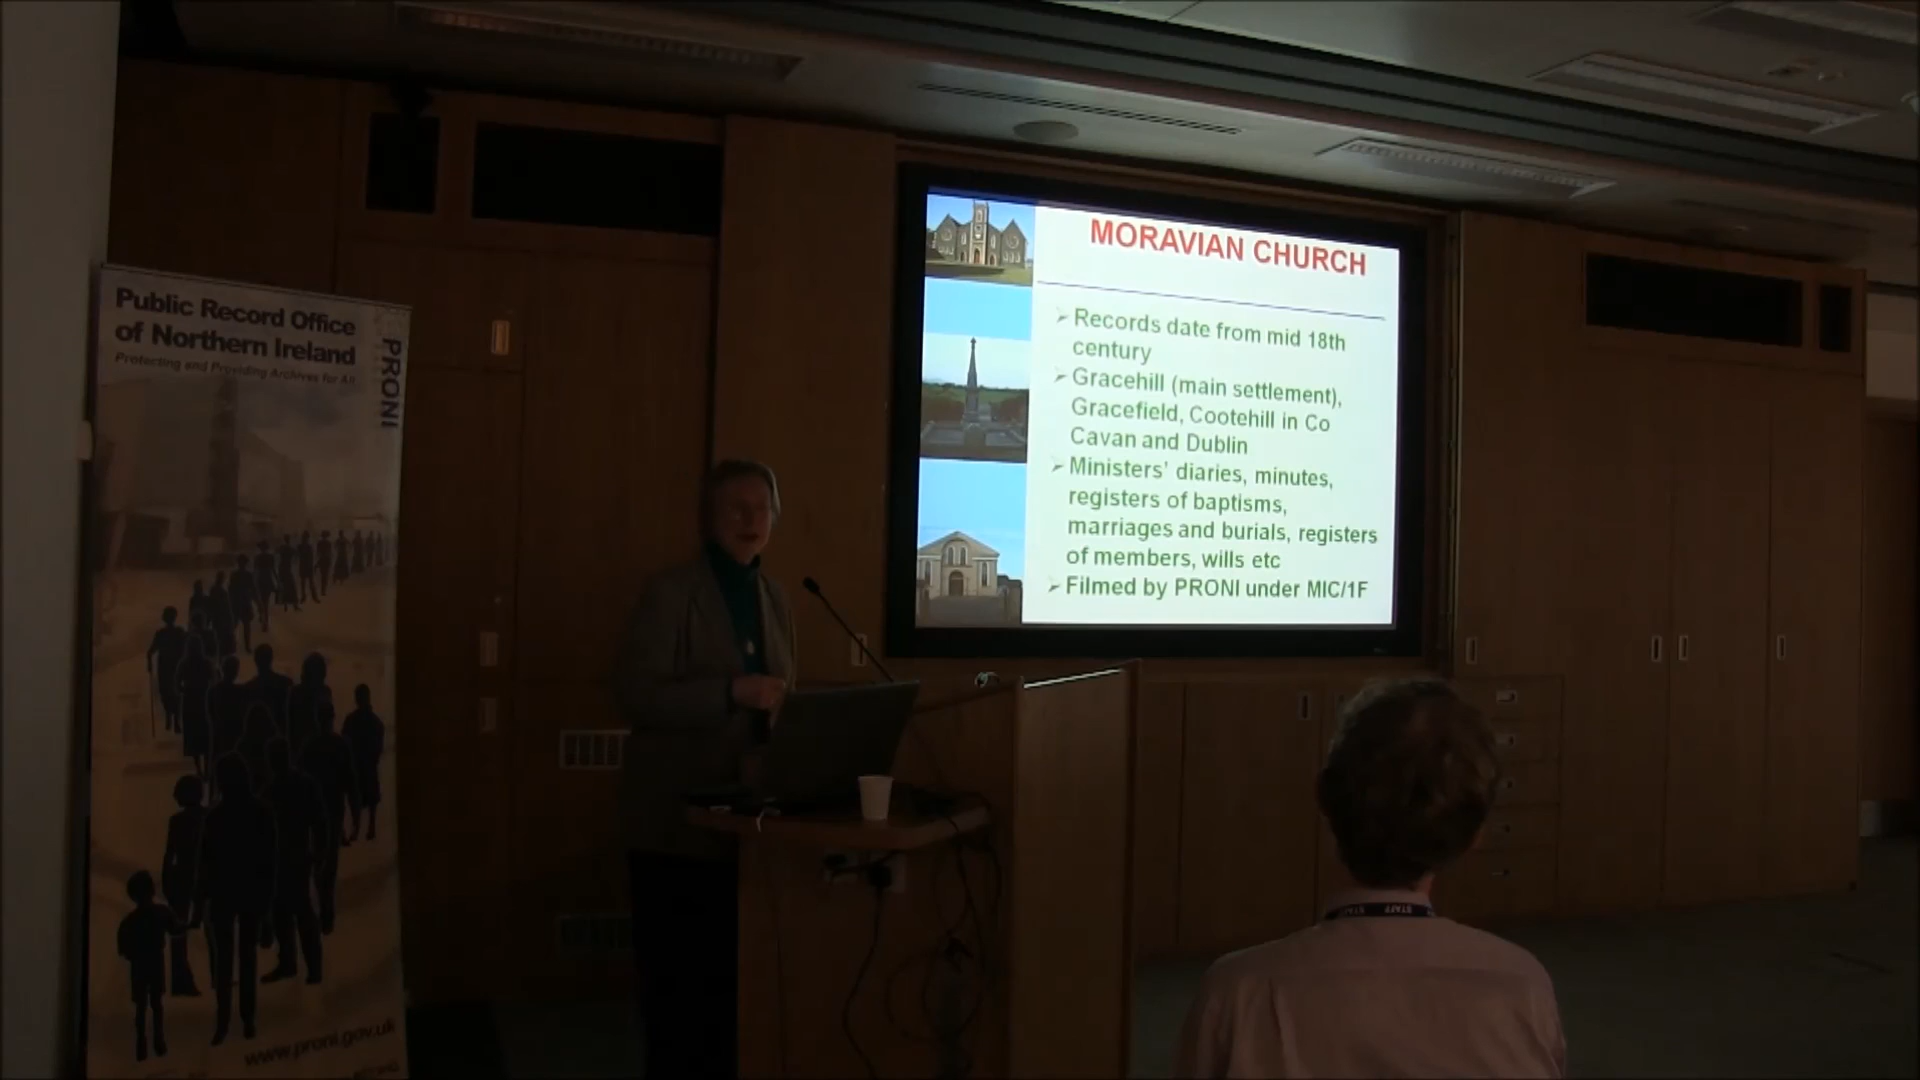 Public Record Office
of Northern Ireland
Protecting and Providing Archives for All
PRONI
www.proni.gov.uk
MORAVIAN CHURCH
Records date from mid 18th
century
Gracehill (main settlement),
Gracefield, Cootehill in Co
Cavan and Dublin
Ministers' diaries, minutes,
registers of baptisms,
marriages and burials, registers
of members, wills etc
Filmed by PRONI under MIC/1F
STAFF